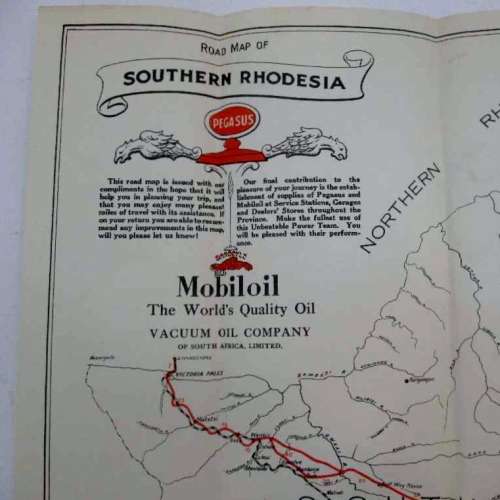 ROAD MAP OF
SOUTHERN RHODESIA
PEGASUS
This road map is issued with our
compliments in the hope that it will
help you in planning your trip, and
that you may enjoy many pleasant
miles of travel with its assistance. If
on your return you are able to recom-
mend any improvements in this map,
will you please let us know!
Our final contribution to the
pleasure of your journey is the estab-
lishment of supplies of Pegasus and
Mobiloil at Service Stations, Garages
and Dealers' Stores throughout the
Province. Make the fullest use of
this Unbeatable Power Team. You
will be pleased with their perform-
ance.
Mobiloil
The World's Quality Oil
VACUUM OIL COMPANY
OF SOUTH AFRICA, LIMITED.
NORTHERN
RH
LIVINGSTONE
VICTORIA FALLS
Matetsi
Wankie